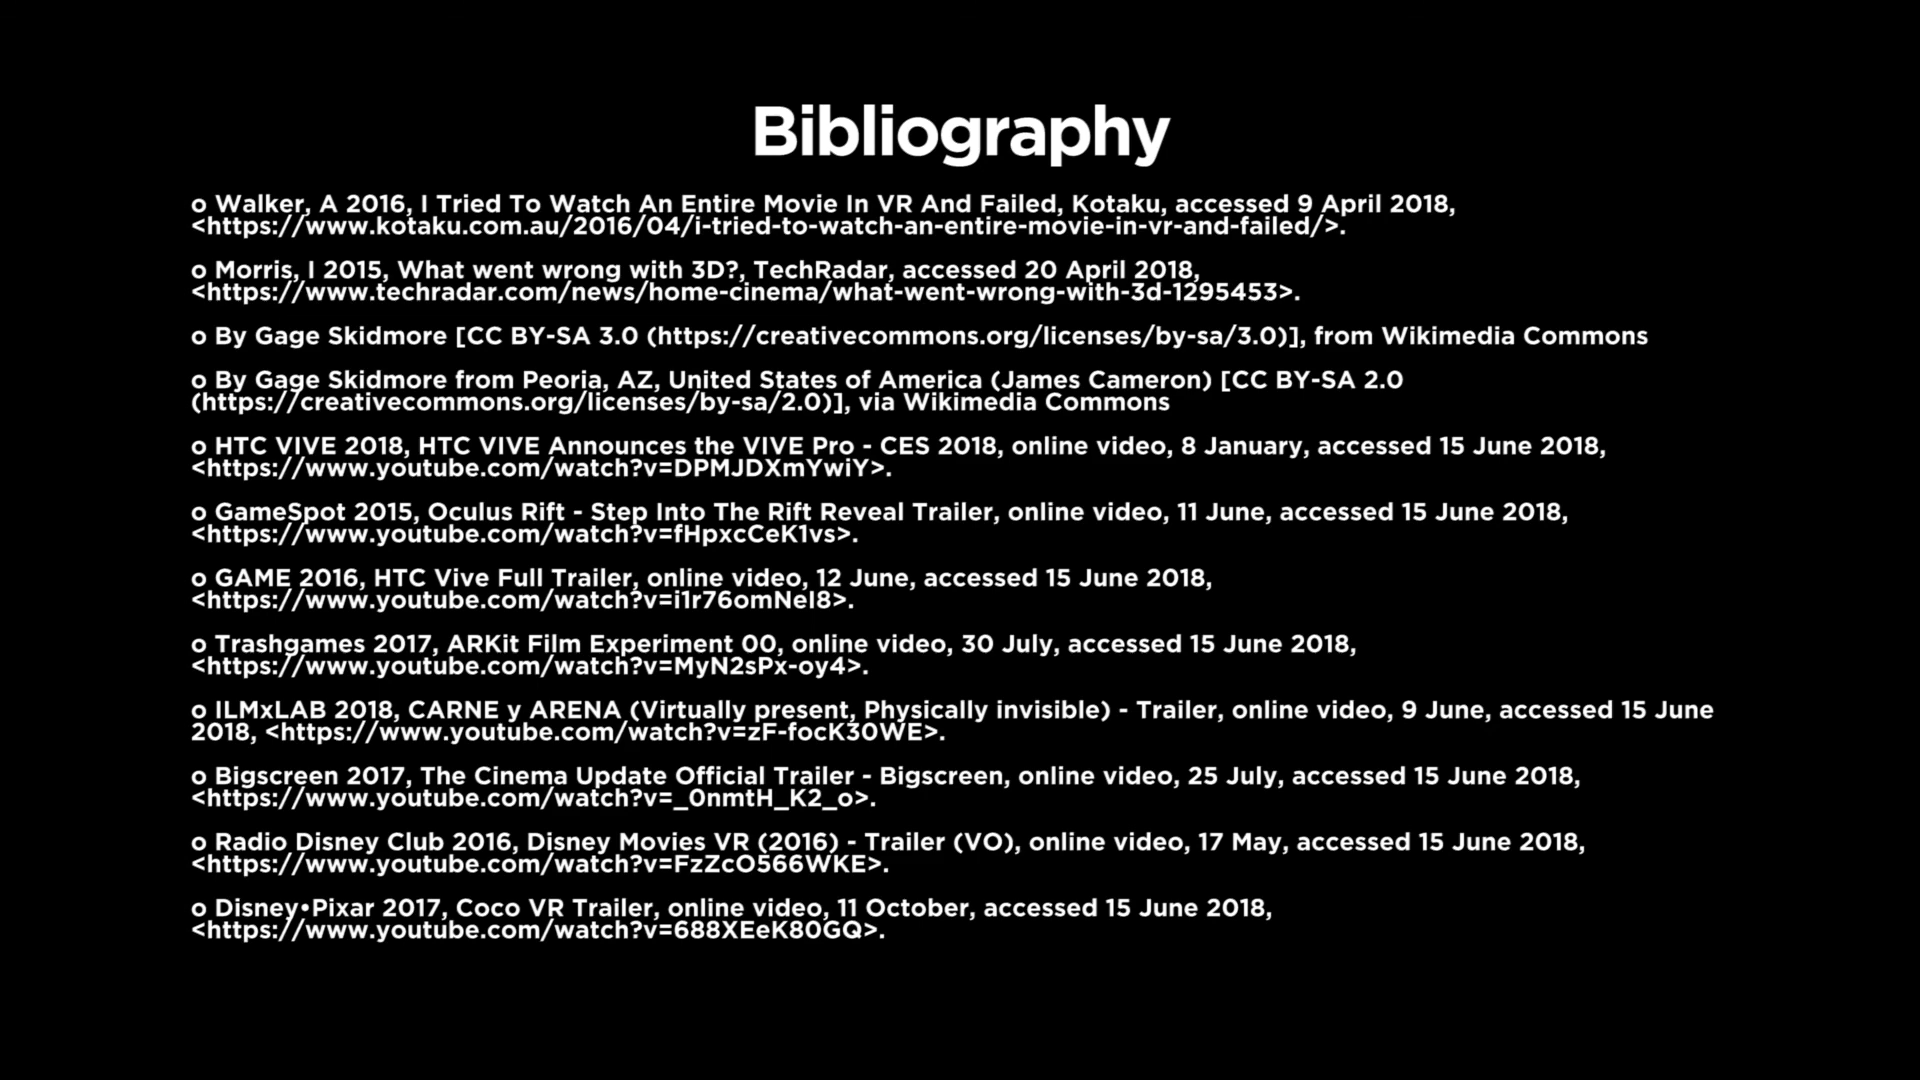 Bibliography
o Walker, A 2016, I Tried To Watch An Entire Movie In VR And Failed, Kotaku, accessed 9 April 2018,
<https://www.kotaku.com.au/2016/04/i-tried-to-watch-an-entire-movie-in-vr-and-failed/>.
o Morris, I 2015, What went wrong with 3D?, TechRadar, accessed 20 April 2018,
<https://www.techradar.com/news/home-cinema/what-went-wrong-with-3d-1295453>.
o By Gage Skidmore [CC BY-SA 3.0 (https://creativecommons.org/licenses/by-sa/3.0)], from Wikimedia Commons
o By Gage Skidmore from Peoria, AZ, United States of America (James Cameron) [CC BY-SA 2.0
(https://creativecommons.org/licenses/by-sa/2.0)], via Wikimedia Commons
o HTC VIVE 2018, HTC VIVE Announces the VIVE Pro - CES 2018, online video, 8 January, accessed 15 June 2018,
<https://www.youtube.com/watch?v=DPMJDXmYwiY>.
o GameSpot 2015, Oculus Rift - Step Into The Rift Reveal Trailer, online video, 11 June, accessed 15 June 2018,
<https://www.youtube.com/watch?v=fHpxcCeK1vs>.
o GAME 2016, HTC Vive Full Trailer, online video, 12 June, accessed 15 June 2018,
<https://www.youtube.com/watch?v=i1r76omNeI8>.
o Trashgames 2017, ARKit Film Experiment 00, online video, 30 July, accessed 15 June 2018,
<https://www.youtube.com/watch?v=MyN2sPx-oy4>.
o ILMxLAB 2018, CARNE y ARENA (Virtually present, Physically invisible) - Trailer, online video, 9 June, accessed 15 June
2018, <https://www.youtube.com/watch?v=zF-focK30WE>.
o Bigscreen 2017, The Cinema Update Official Trailer - Bigscreen, online video, 25 July, accessed 15 June 2018,
<https://www.youtube.com/watch?v=_0nmtH_K2_o>.
o Radio Disney Club 2016, Disney Movies VR (2016) - Trailer (VO), online video, 17 May, accessed 15 June 2018,
<https://www.youtube.com/watch?v=FzZcO566WKE>.
o Disney•Pixar 2017, Coco VR Trailer, online video, 11 October, accessed 15 June 2018,
<https://www.youtube.com/watch?v=688XEeK80GQ>.